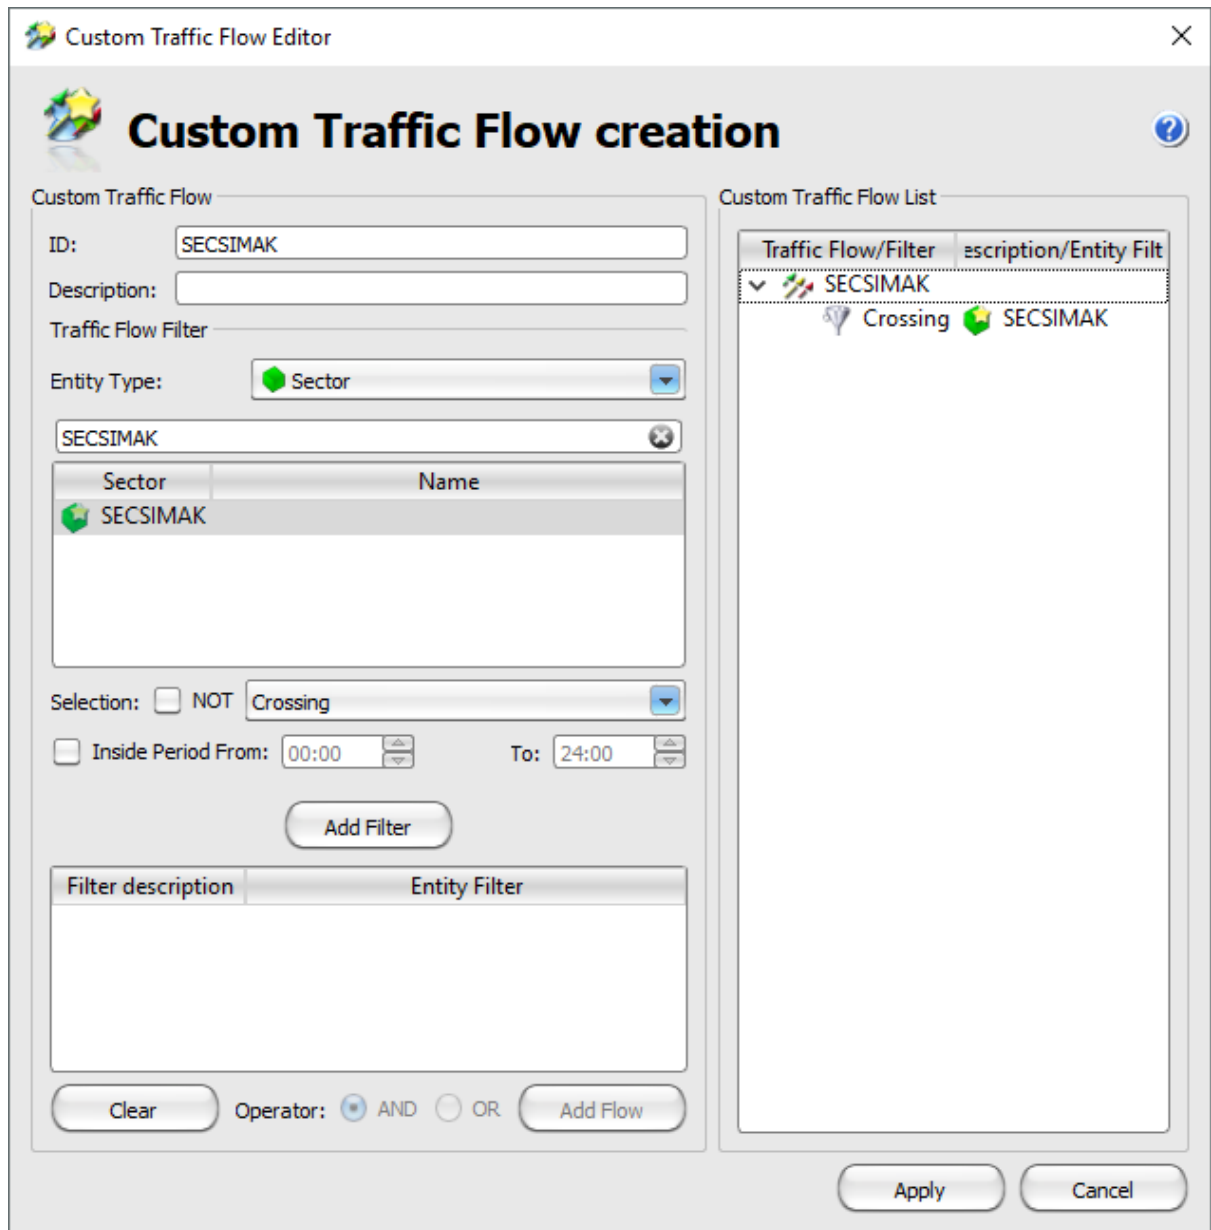 Custom Traffic Flow Editor
Custom Traffic Flow creation
Custom Traffic Flow
ID: SECSIMAK
Description:
Traffic Flow Filter
Entity Type: Sector
SECSIMAK
Sector Name
SECSIMAK
Selection: NOT Crossing
Inside Period From: 00:00 To: 24:00
Add Filter
Filter description Entity Filter
Clear Operator: AND OR Add Flow
Custom Traffic Flow List
Traffic Flow/Filter escription/Entity Filt
SECSIMAK
Crossing SECSIMAK
Apply Cancel